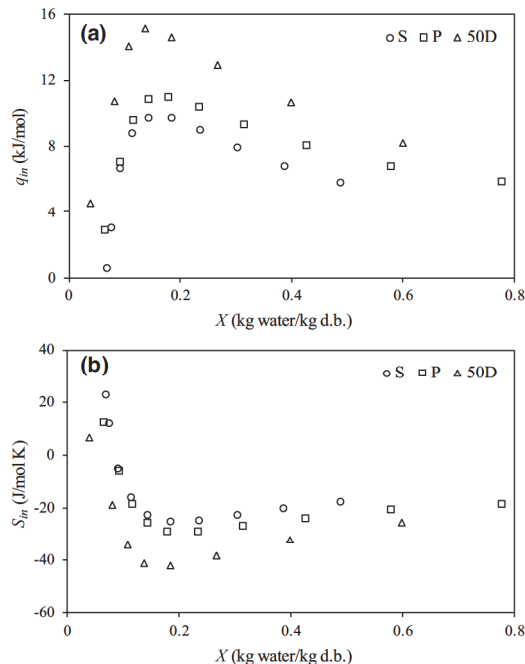 (a)
S P 50D
16
12
8
4
0
q_in (kJ/mol)
0 0.2 0.4 0.6 0.8
X (kg water/kg d.b.)
(b)
S P 50D
40
20
0
-20
-40
-60
S_in (J/mol K)
0 0.2 0.4 0.6 0.8
X (kg water/kg d.b.)